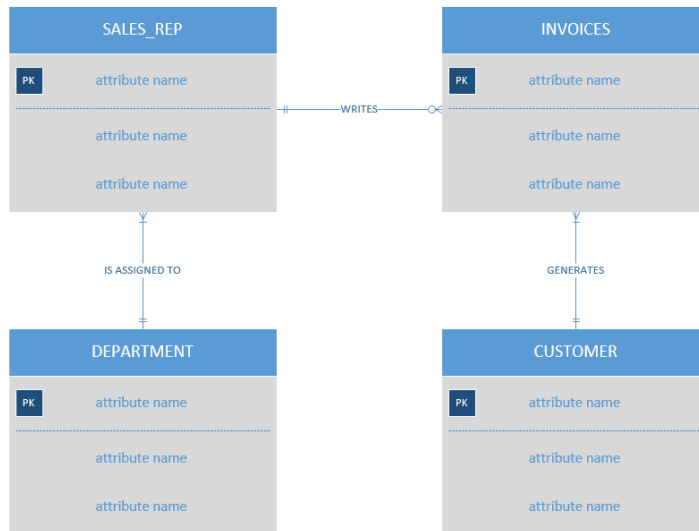 SALES_REP
PK
attribute name
attribute name
attribute name
WRITES
INVOICES
PK
attribute name
attribute name
attribute name
IS ASSIGNED TO
GENERATES
DEPARTMENT
PK
attribute name
attribute name
attribute name
CUSTOMER
PK
attribute name
attribute name
attribute name